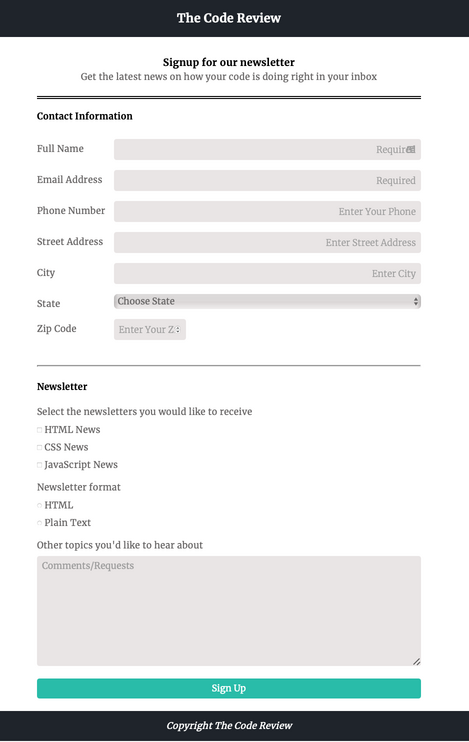 The Code Review
Signup for our newsletter
Get the latest news on how your code is doing right in your inbox
Contact Information
Full Name Required
Email Address Required
Phone Number Enter Your Phone
Street Address Enter Street Address
City Enter City
State Choose State
Zip Code Enter Your Z
Newsletter
Select the newsletters you would like to receive
HTML News
CSS News
JavaScript News
Newsletter format
HTML
Plain Text
Other topics you'd like to hear about
Comments/Requests
Sign Up
Copyright The Code Review